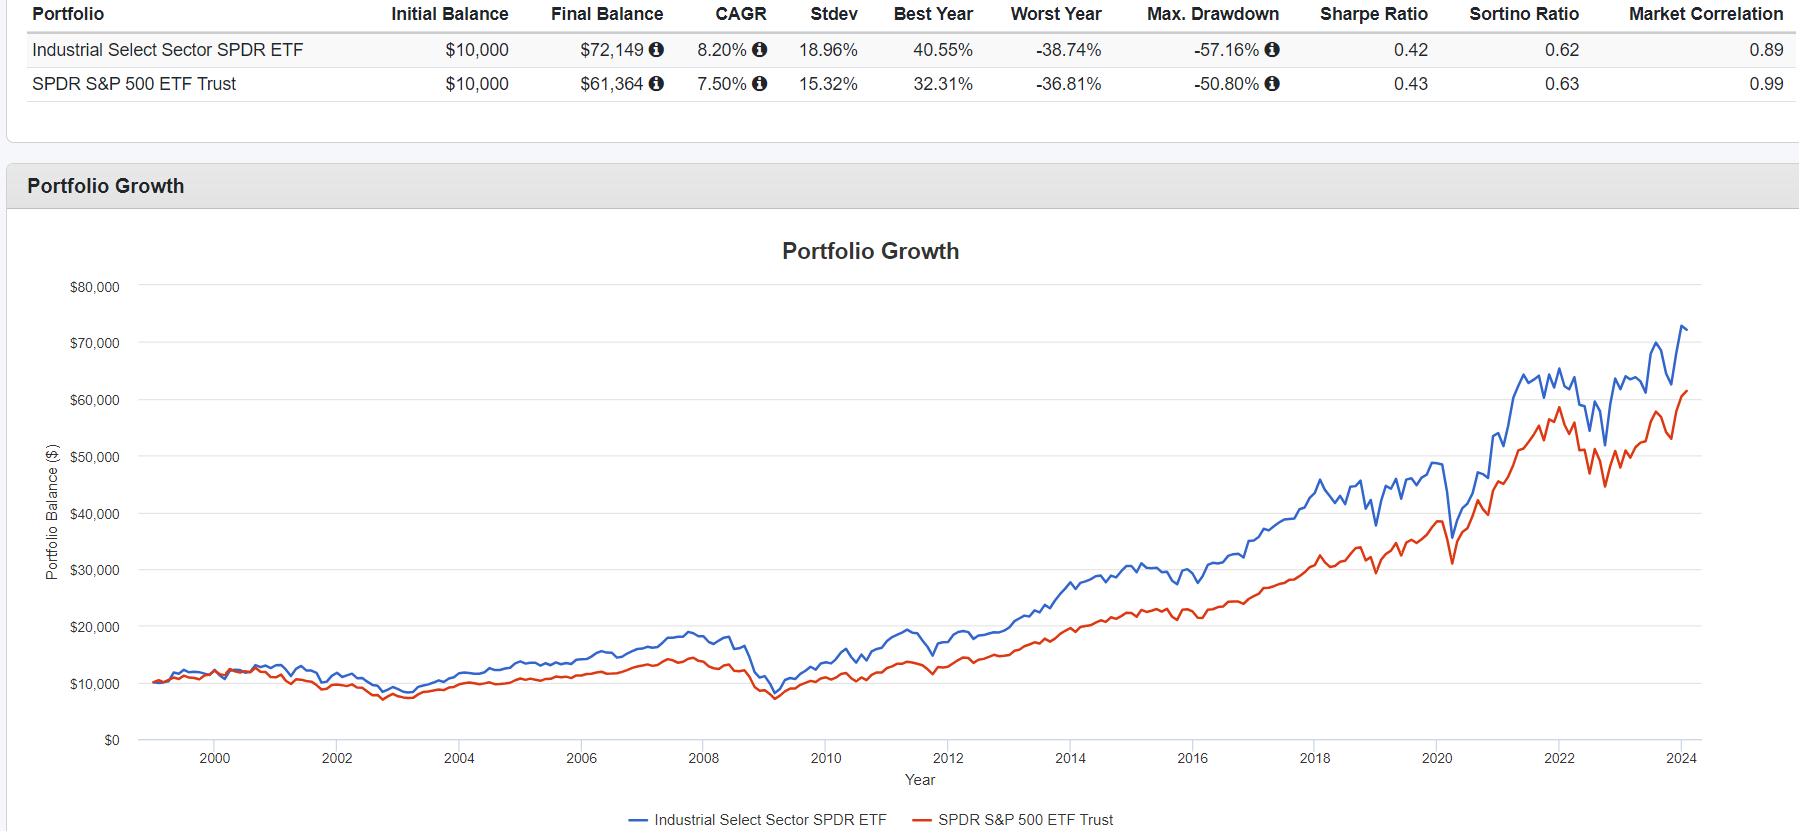 Portfolio Initial Balance Final Balance CAGR Stdev Best Year Worst Year Max. Drawdown Sharpe Ratio Sortino Ratio Market Correlation
Industrial Select Sector SPDR ETF $10,000 $72,149 8.20% 18.96% 40.55% -38.74% -57.16% 0.42 0.62 0.89
SPDR S&P 500 ETF Trust $10,000 $61,364 7.50% 15.32% 32.31% -36.81% -50.80% 0.43 0.63 0.99
Portfolio Growth
Portfolio Growth
Portfolio Balance ($)
$80,000
$70,000
$60,000
$50,000
$40,000
$30,000
$20,000
$10,000
$0
2000 2002 2004 2006 2008 2010 2012 2014 2016 2018 2020 2022 2024
Year
Industrial Select Sector SPDR ETF SPDR S&P 500 ETF Trust